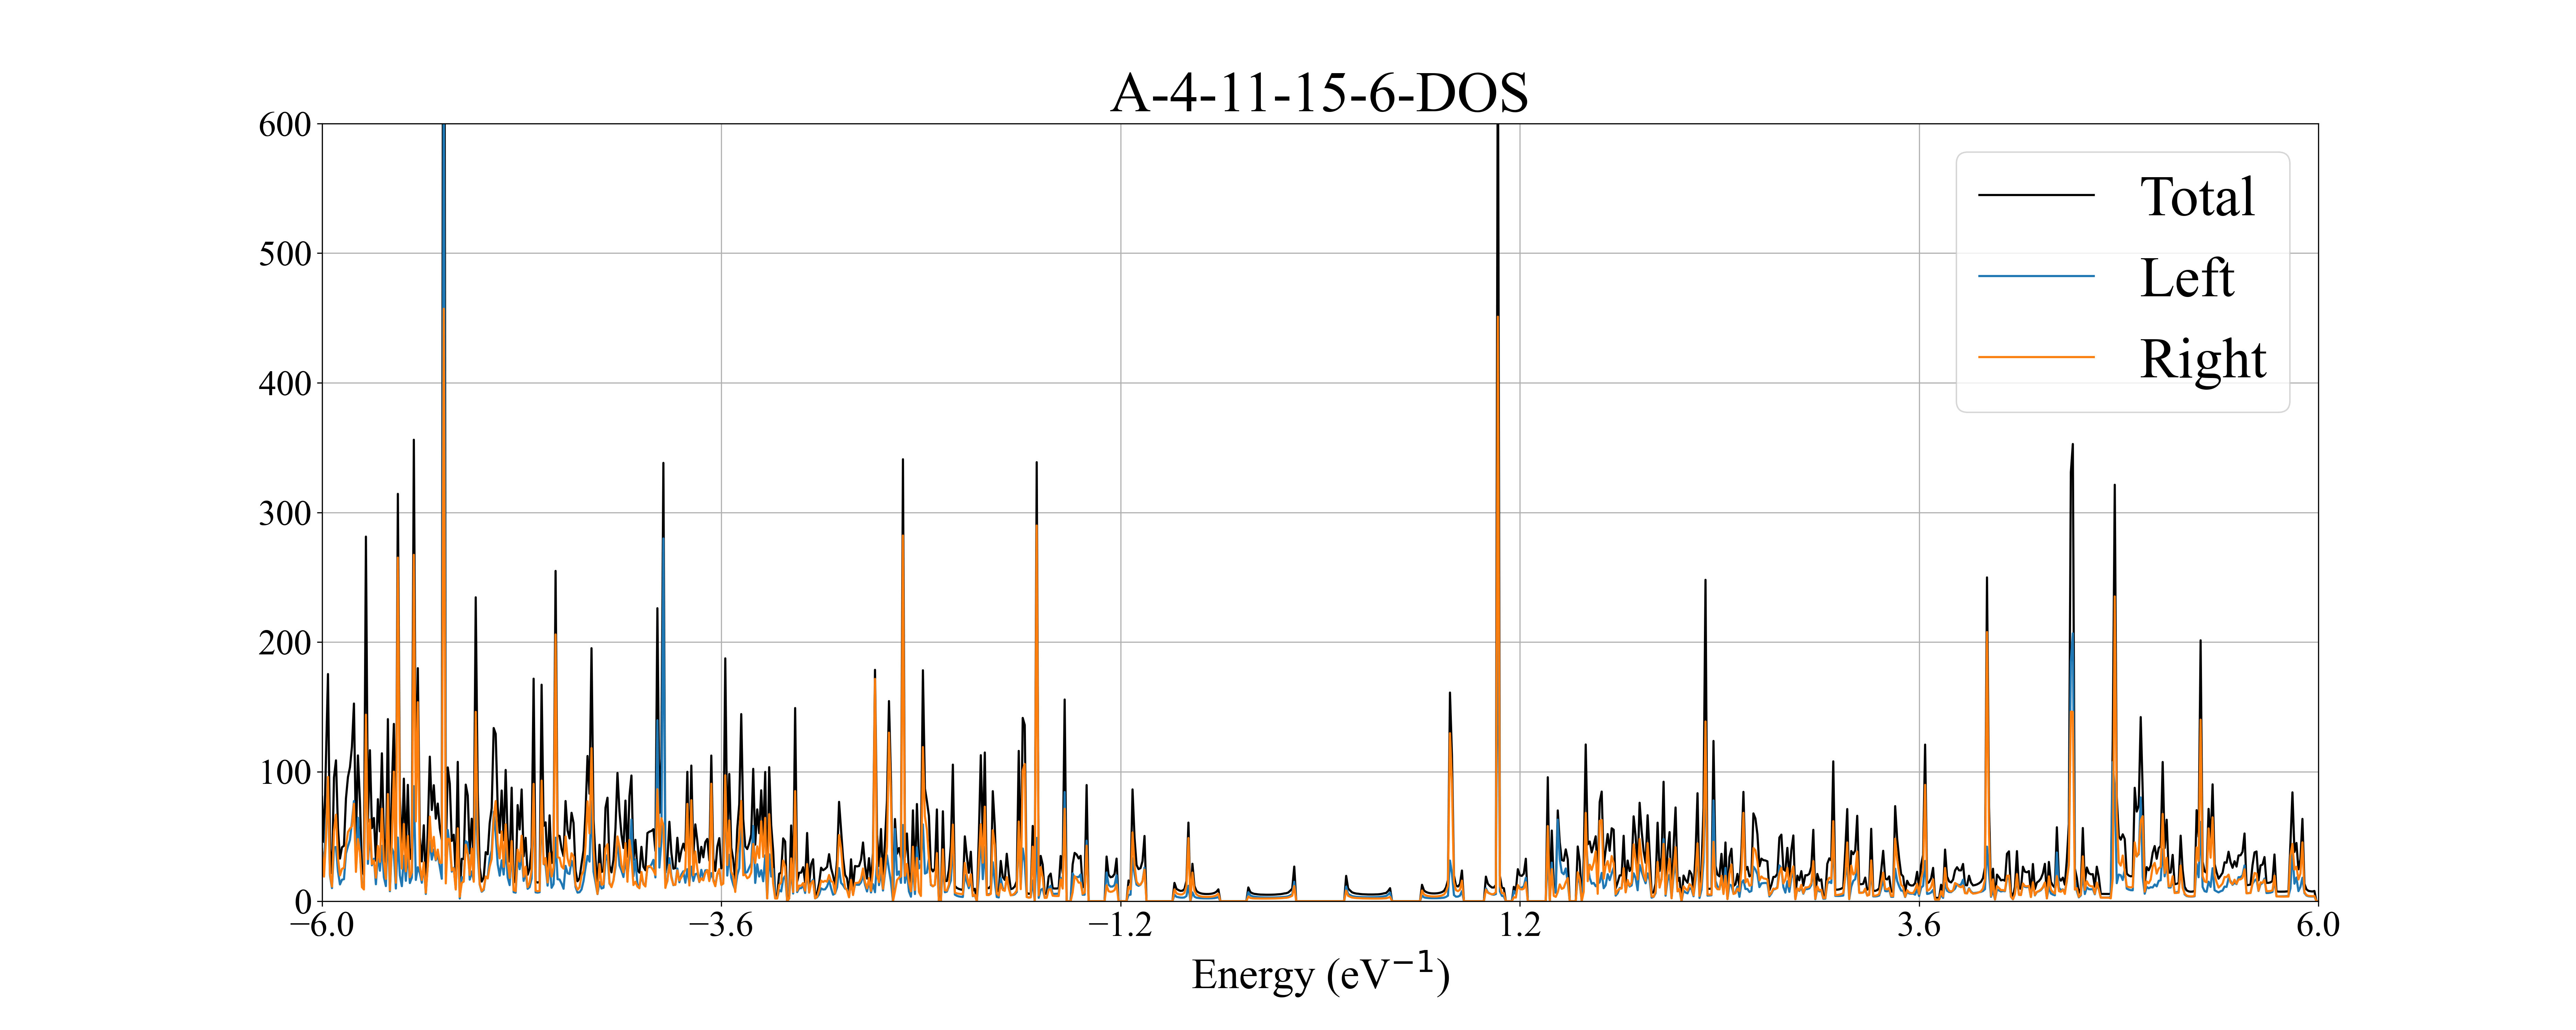 A-4-11-15-6-DOS
600
500
400
300
200
100
0
Total
Left
Right
−6.0 −3.6 −1.2 1.2 3.6 6.0
Energy (eV⁻¹)